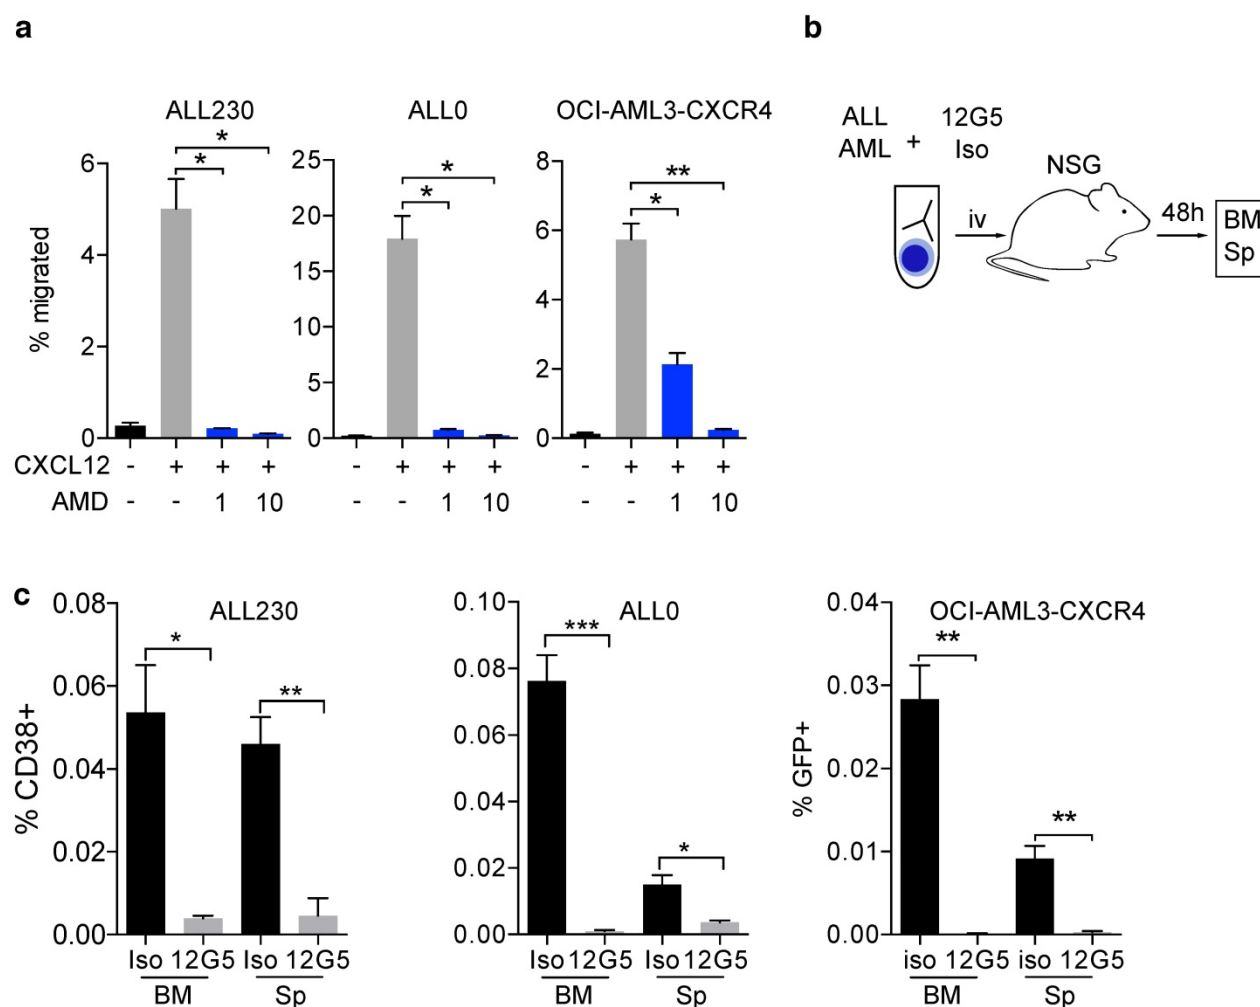 a
ALL230
ALL0
OCI-AML3-CXCR4
% migrated
6
4
2
0
* *
25
20
15
10
5
0
* *
8
6
4
2
0
* **
CXCL12 - + + + - + + + - + + +
AMD - - 1 10 - - 1 10 - - 1 10
b
ALL 12G5
AML + Iso
NSG
iv
48h
BM
Sp
c
ALL230
% CD38+
0.08
0.06
0.04
0.02
0.00
* **
Iso 12G5 Iso 12G5
BM Sp
ALL0
0.10
0.08
0.06
0.04
0.02
0.00
*** *
Iso 12G5 Iso 12G5
BM Sp
OCI-AML3-CXCR4
% GFP+
0.04
0.03
0.02
0.01
0.00
** **
iso 12G5 iso 12G5
BM Sp